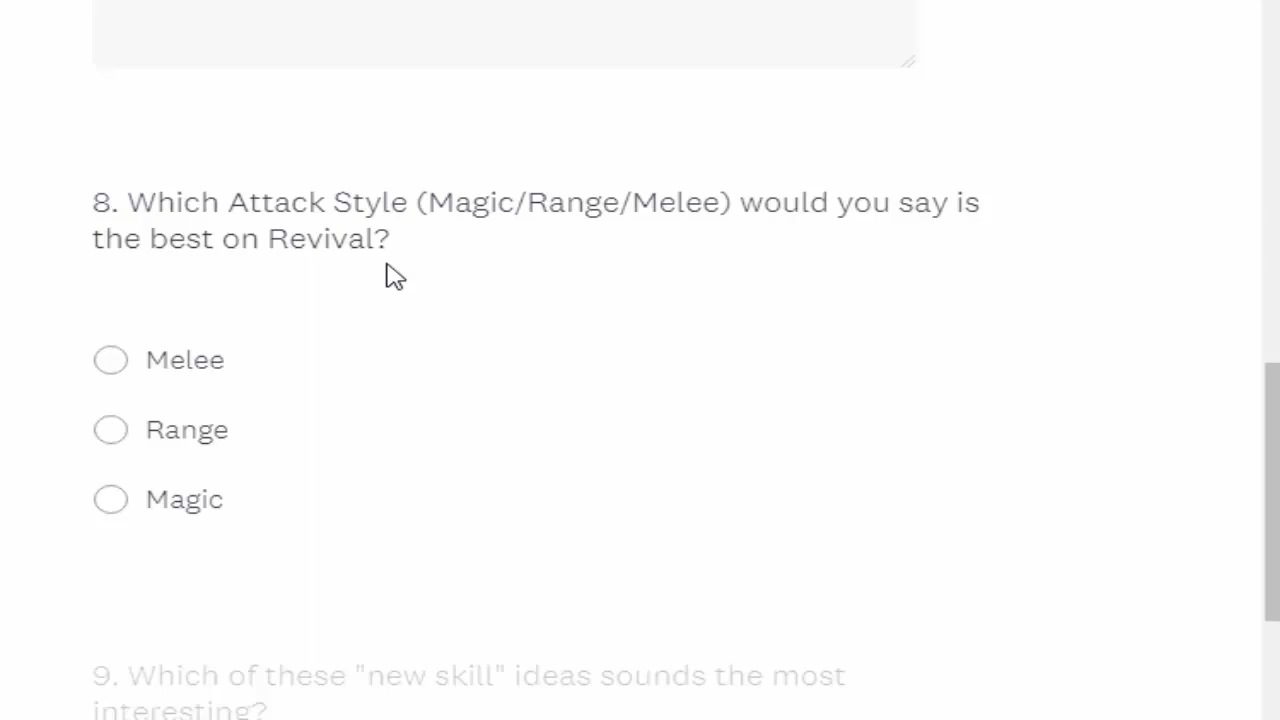 8. Which Attack Style (Magic/Range/Melee) would you say is
the best on Revival?
Melee
Range
Magic
9. Which of these "new skill" ideas sounds the most
interesting?